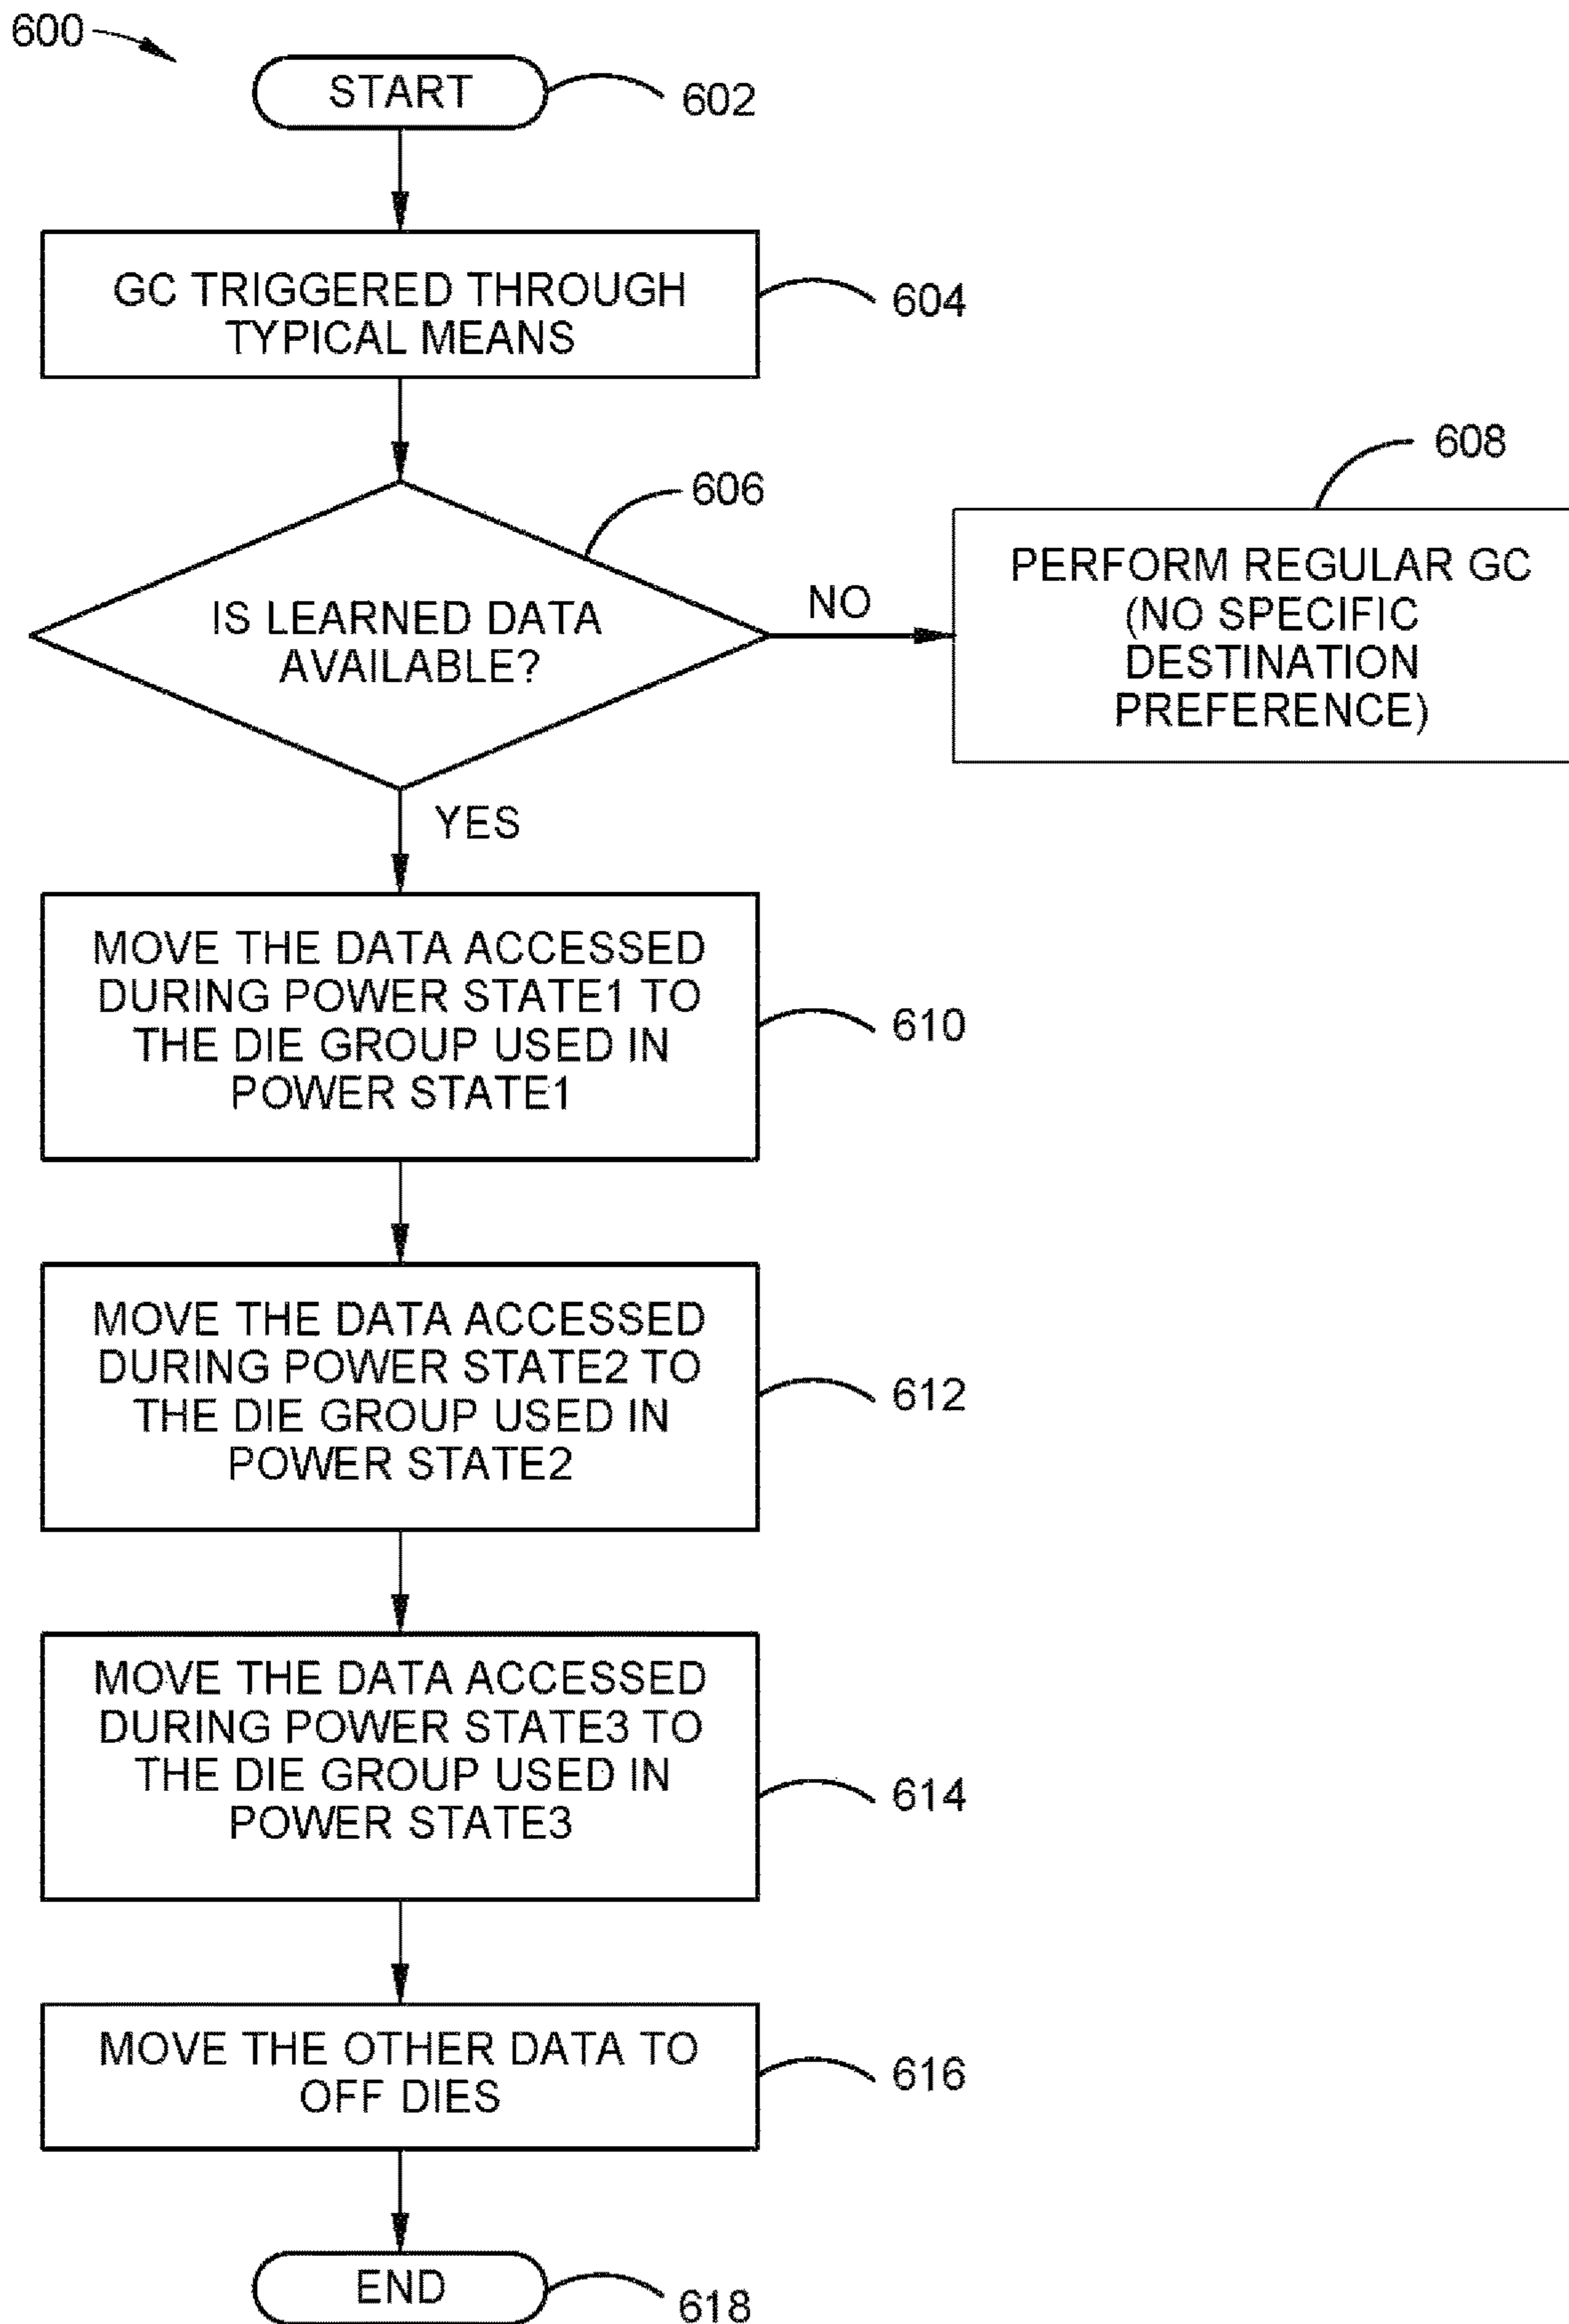 600
START
602
GC TRIGGERED THROUGH
TYPICAL MEANS
604
606
IS LEARNED DATA
AVAILABLE?
NO
608
PERFORM REGULAR GC
(NO SPECIFIC
DESTINATION
PREFERENCE)
YES
MOVE THE DATA ACCESSED
DURING POWER STATE1 TO
THE DIE GROUP USED IN
POWER STATE1
610
MOVE THE DATA ACCESSED
DURING POWER STATE2 TO
THE DIE GROUP USED IN
POWER STATE2
612
MOVE THE DATA ACCESSED
DURING POWER STATE3 TO
THE DIE GROUP USED IN
POWER STATE3
614
MOVE THE OTHER DATA TO
OFF DIES
616
END
618